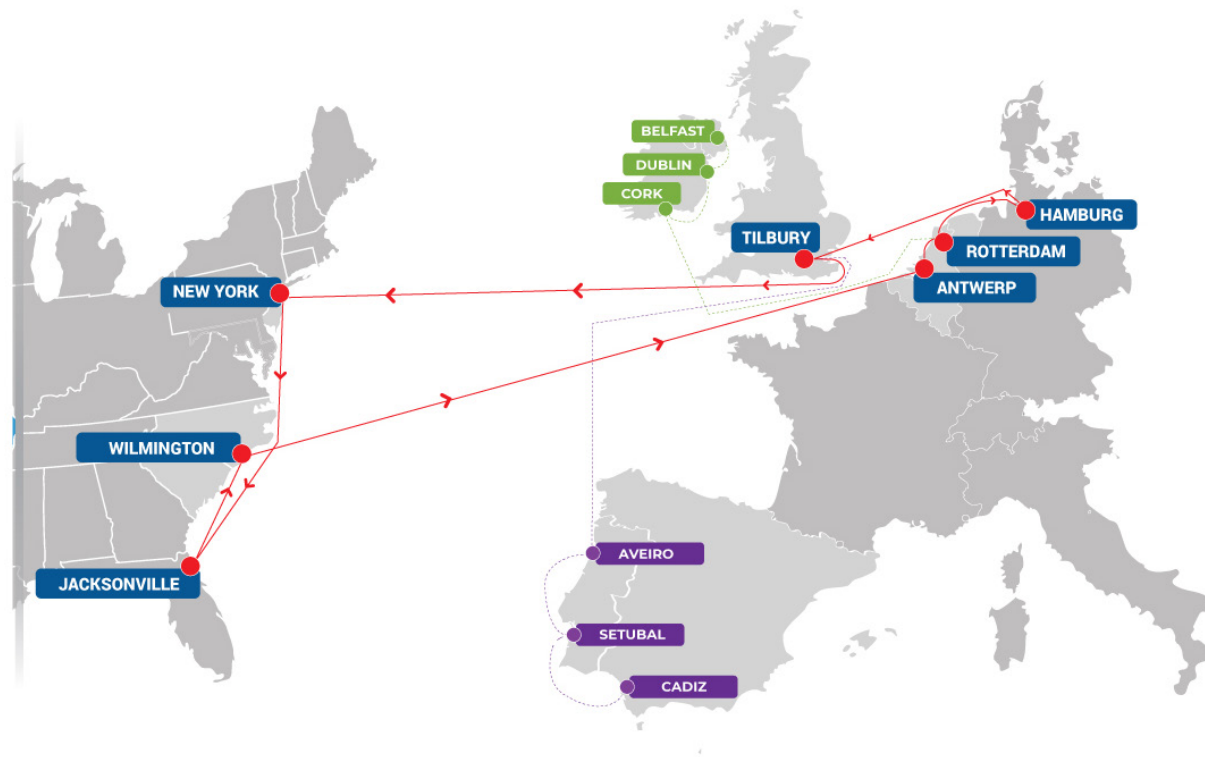 BELFAST
DUBLIN
CORK
HAMBURG
TILBURY
ROTTERDAM
ANTWERP
NEW YORK
WILMINGTON
AVEIRO
JACKSONVILLE
SETUBAL
CADIZ